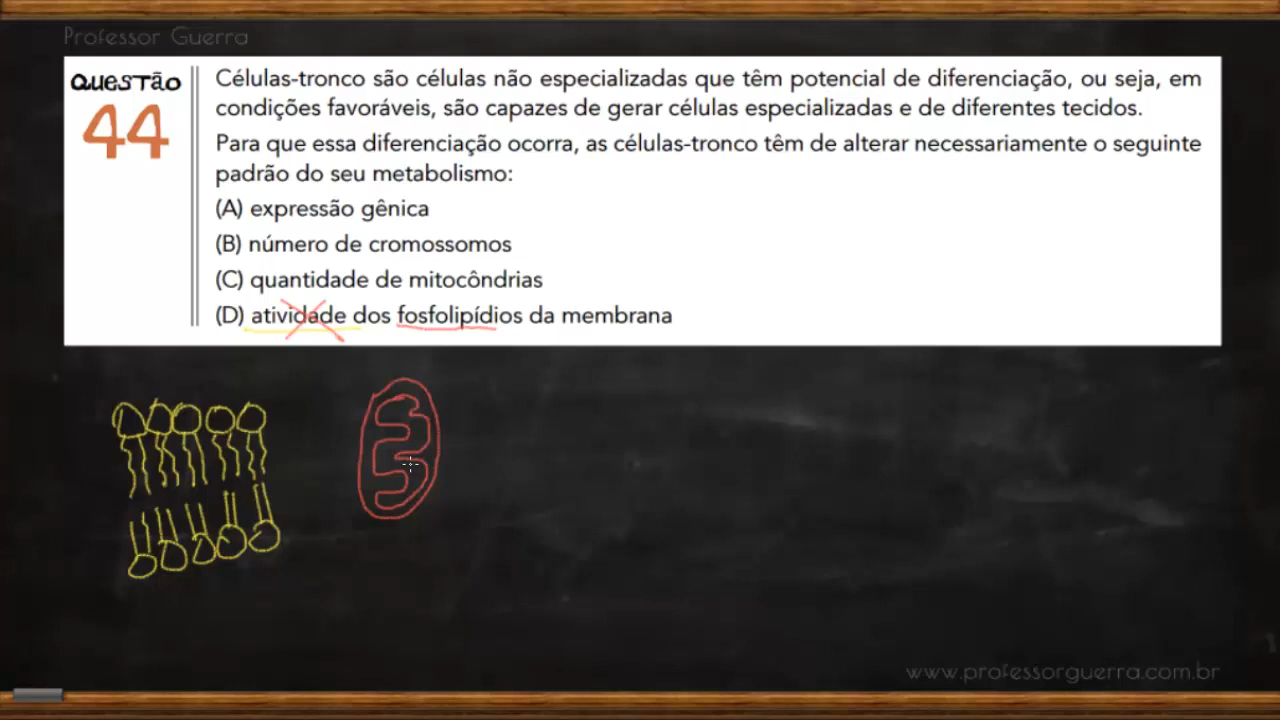 Professor Guerra
QUESTÃO
44
Células-tronco são células não especializadas que têm potencial de diferenciação, ou seja, em
condições favoráveis, são capazes de gerar células especializadas e de diferentes tecidos.
Para que essa diferenciação ocorra, as células-tronco têm de alterar necessariamente o seguinte
padrão do seu metabolismo:
(A) expressão gênica
(B) número de cromossomos
(C) quantidade de mitocôndrias
(D) atividade dos fosfolipídios da membrana
www.professorguerra.com.br